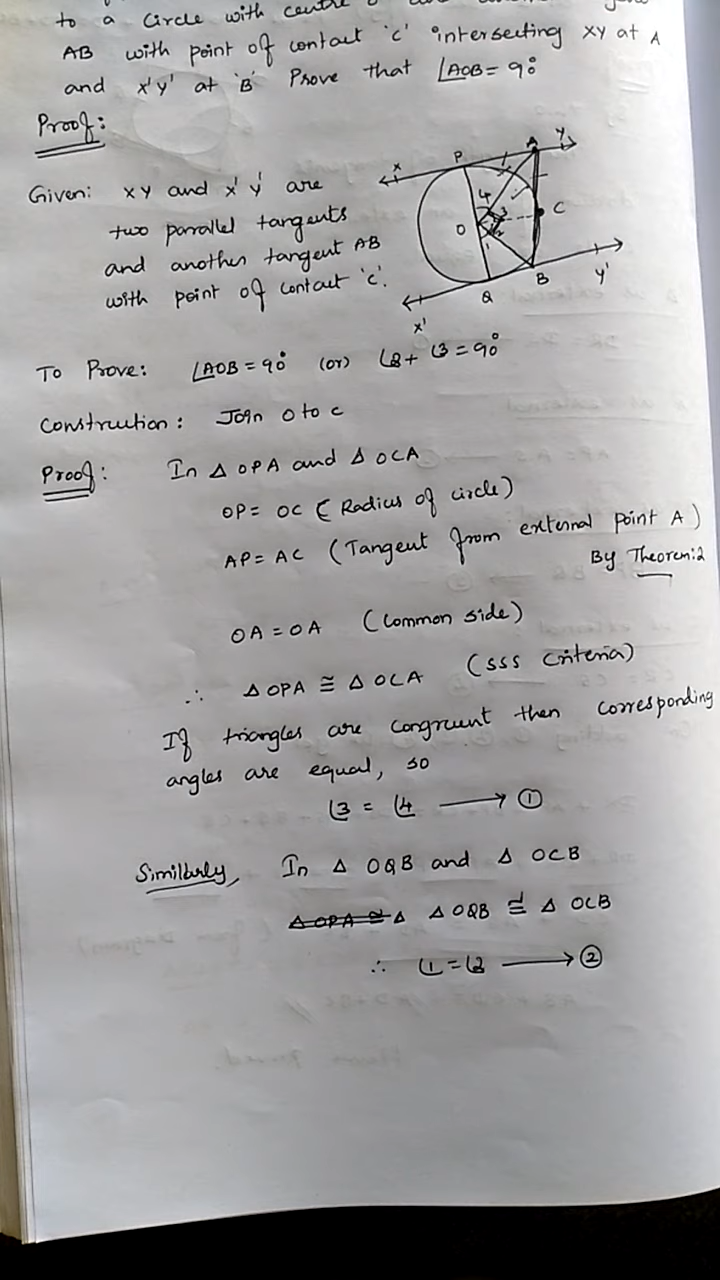 to a Circle with centre
AB with point of contact 'c' intersecting XY at A
and x'y' at 'B' Prove that ∠AOB = 90°
Proof:
Given: XY and x'y' are
two parallel tangents
and another tangent AB
with point of contact 'c'.
x
P
A
y
4
3
2
1
O
C
Q
B
y'
x'
To Prove: ∠AOB = 90° (or) ∠2 + ∠3 = 90°
Construction: Join O to c
Proof: In Δ OPA and Δ OCA
OP = OC (Radius of circle)
AP = AC (Tangent from external point A)
By Theorem:2
OA = OA (Common side)
∴ Δ OPA ≅ Δ OCA (SSS Criteria)
If triangles are congruent then corresponding
angles are equal, so
∠3 = ∠4 ⟶ ①
Similarly, In Δ OQB and Δ OCB
Δ OPA ≅ Δ Δ OQB ≅ Δ OCB
∴ ∠1 = ∠2 ⟶ ②